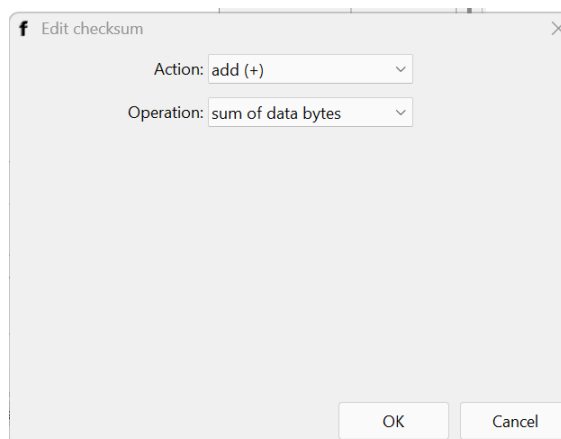 f Edit checksum
Action: add (+)
Operation: sum of data bytes
OK Cancel